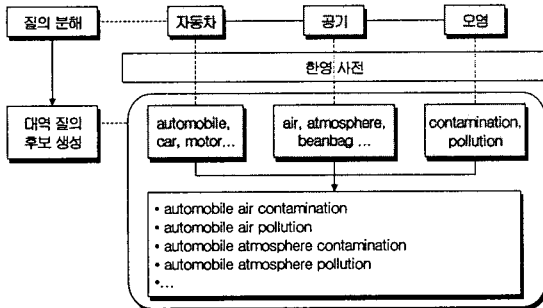 질의 분해
자동차
공기
오염
한영 사전
대역 질의
후보 생성
automobile,
car, motor...
air, atmosphere,
beanbag ...
contamination,
pollution
• automobile air contamination
• automobile air pollution
• automobile atmosphere contamination
• automobile atmosphere pollution
•...